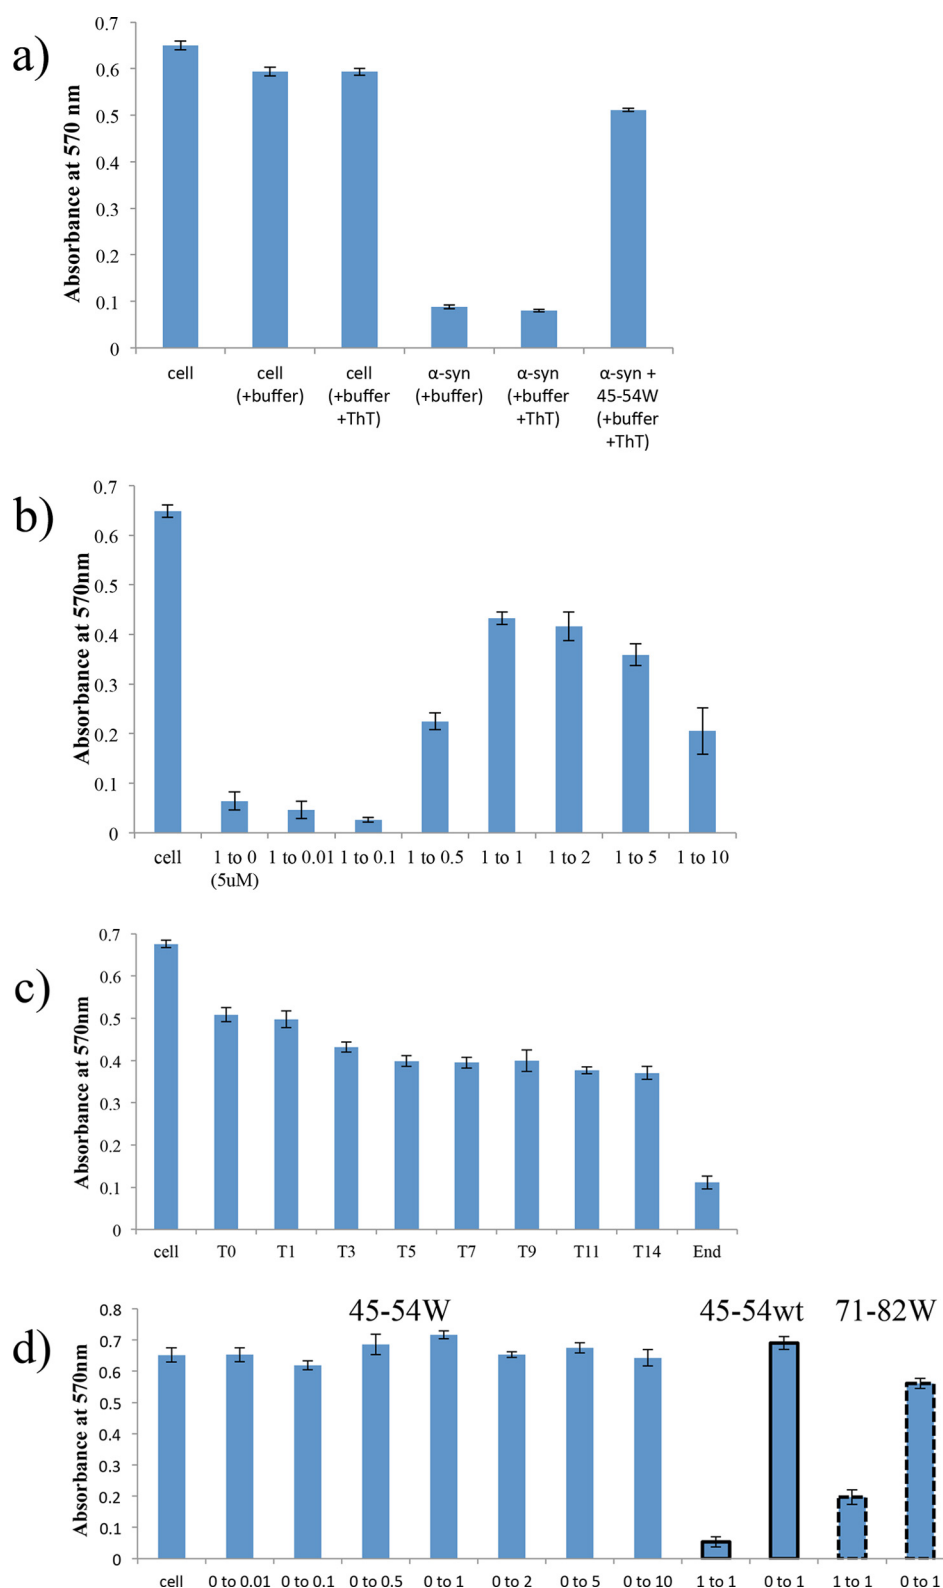 a)
Absorbance at 570 nm
0.7
0.6
0.5
0.4
0.3
0.2
0.1
0
cell cell α-syn α-syn α-syn +
cell (+buffer) (+buffer (+buffer) (+buffer 45-54W
+ThT) +ThT) (+buffer
+ThT)
b)
Absorbance at 570nm
0.7
0.6
0.5
0.4
0.3
0.2
0.1
0
cell 1 to 0 1 to 0.01 1 to 0.1 1 to 0.5 1 to 1 1 to 2 1 to 5 1 to 10
(5uM)
c)
Absorbance at 570nm
0.7
0.6
0.5
0.4
0.3
0.2
0.1
0
cell T0 T1 T3 T5 T7 T9 T11 T14 End
d)
Absorbance at 570nm
45-54W 45-54wt 71-82W
0.8
0.7
0.6
0.5
0.4
0.3
0.2
0.1
0
cell 0 to 0.01 0 to 0.1 0 to 0.5 0 to 1 0 to 2 0 to 5 0 to 10 1 to 1 0 to 1 1 to 1 0 to 1